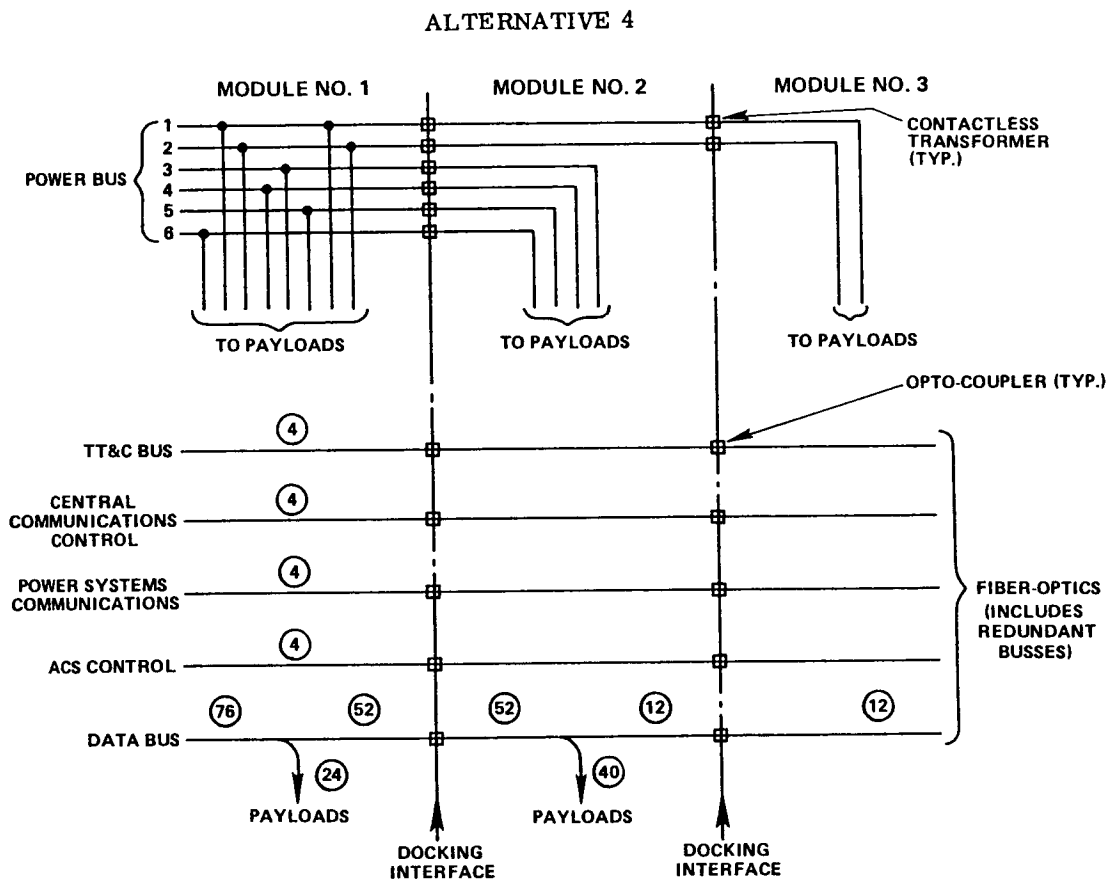 ALTERNATIVE 4
MODULE NO. 1
MODULE NO. 2
MODULE NO. 3
POWER BUS
1
2
3
4
5
6
CONTACTLESS
TRANSFORMER
(TYP.)
TO PAYLOADS
TO PAYLOADS
TO PAYLOADS
OPTO-COUPLER (TYP.)
TT&C BUS
4
CENTRAL
COMMUNICATIONS
CONTROL
4
POWER SYSTEMS
COMMUNICATIONS
4
ACS CONTROL
4
FIBER-OPTICS
(INCLUDES
REDUNDANT
BUSSES)
DATA BUS
76
52
52
12
12
24
40
PAYLOADS
PAYLOADS
DOCKING
INTERFACE
DOCKING
INTERFACE